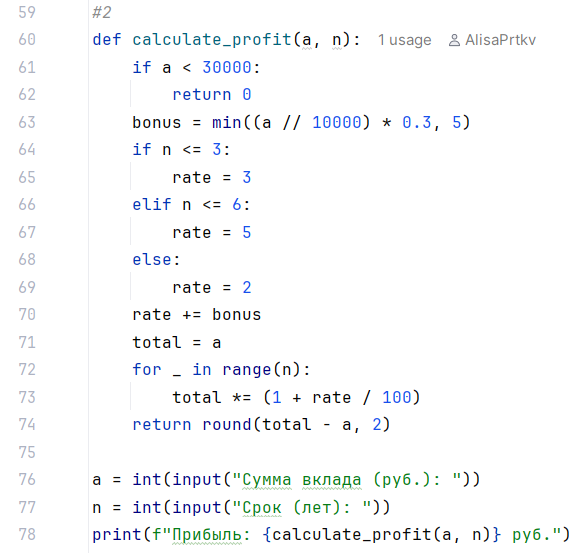 59 #2
60 def calculate_profit(a, n): 1 usage AlisaPrtkv
61     if a < 30000:
62         return 0
63     bonus = min((a // 10000) * 0.3, 5)
64     if n <= 3:
65         rate = 3
66     elif n <= 6:
67         rate = 5
68     else:
69         rate = 2
70     rate += bonus
71     total = a
72     for _ in range(n):
73         total *= (1 + rate / 100)
74     return round(total - a, 2)
75
76 a = int(input("Сумма вклада (руб.): "))
77 n = int(input("Срок (лет): "))
78 print(f"Прибыль: {calculate_profit(a, n)} руб.")